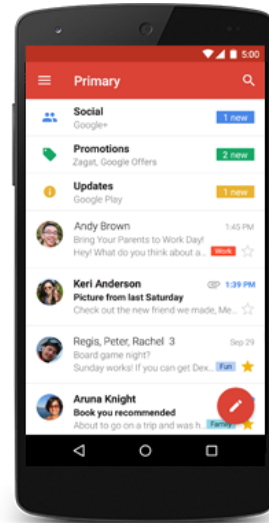 5:00
Primary
Social
1 new
Google+
Promotions
2 new
Zagat, Google Offers
Updates
1 new
Google Play
Andy Brown 1:45 PM
Bring Your Parents to Work Day!
Hey! What do you think about a... Work
Keri Anderson 1:39 PM
Picture from last Saturday
Check out the new friend we made, Me...
Regis, Peter, Rachel 3 Sep 29
Board game night?
Sunday works! If you can get Dex... Fun
Aruna Knight
Book you recommended
About to go on a trip and was h... Family